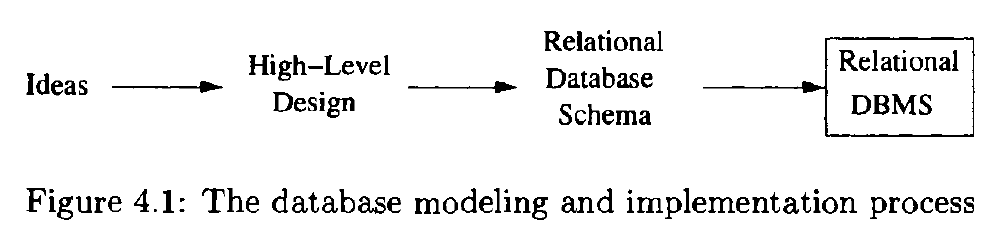 Ideas
High–Level
Design
Relational
Database
Schema
Relational
DBMS
Figure 4.1: The database modeling and implementation process